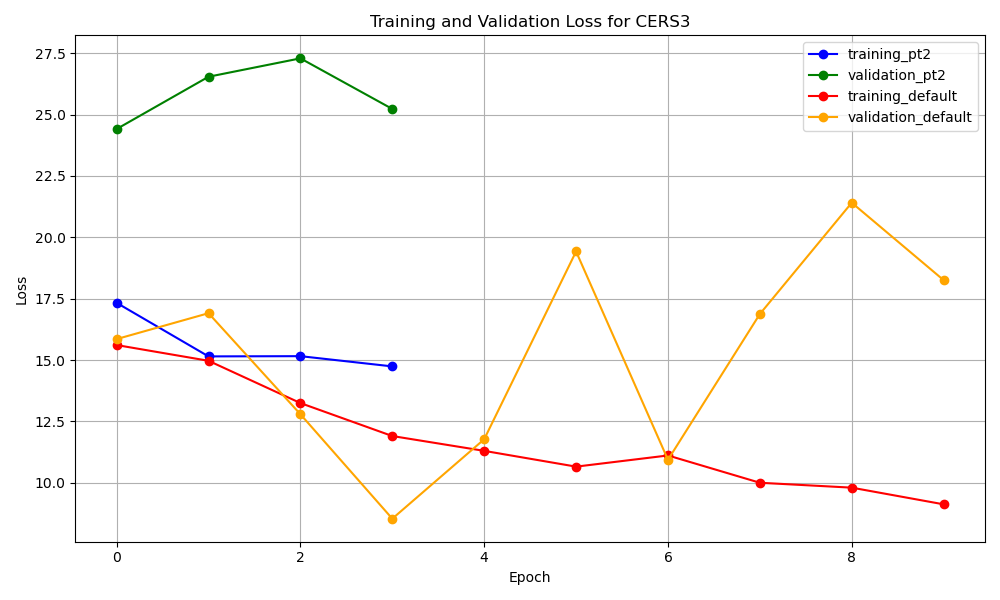 Training and Validation Loss for CERS3
training_pt2
validation_pt2
training_default
validation_default
27.5
25.0
22.5
20.0
17.5
15.0
12.5
10.0
Loss
0 2 4 6 8
Epoch